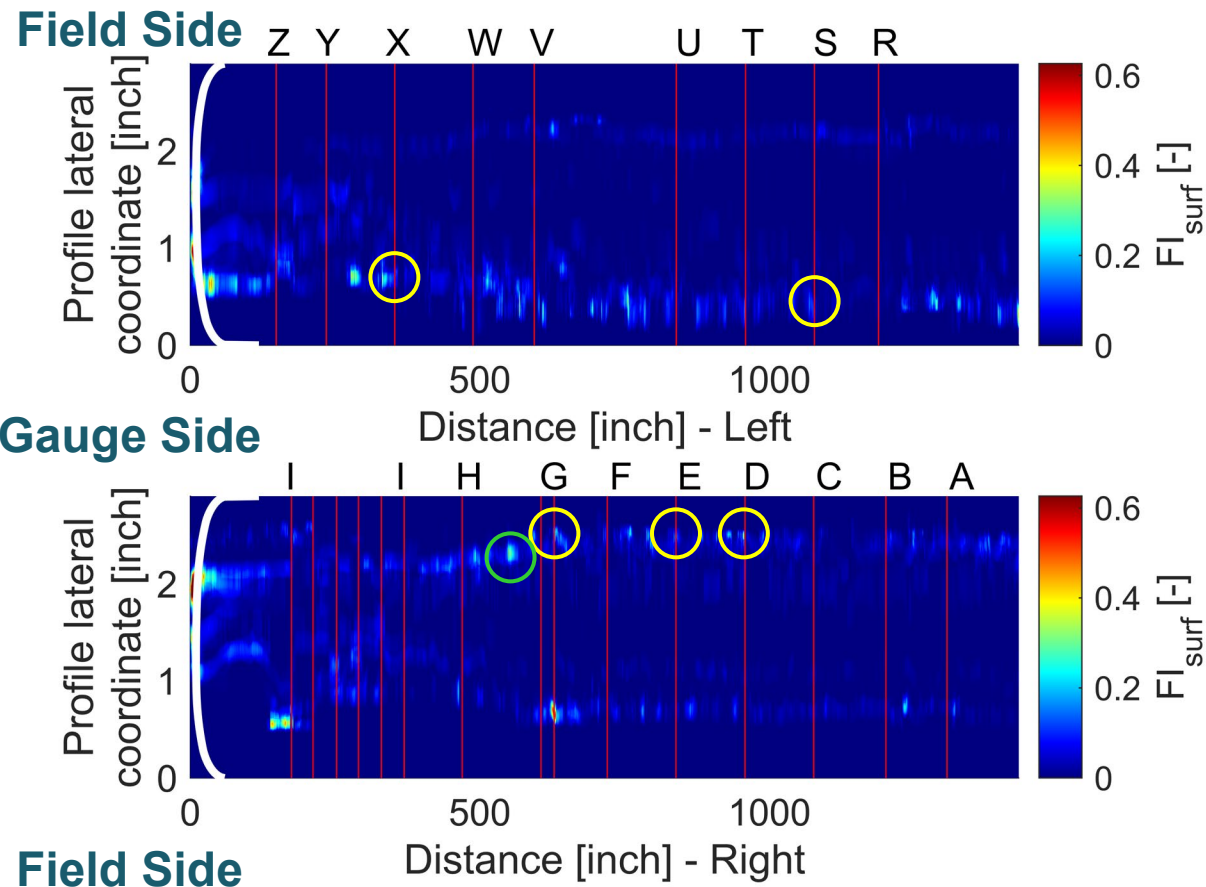 Field Side
Z Y X W V U T S R
Profile lateral
coordinate [inch]
2
1
0
0 500 1000
Distance [inch] - Left
0.6
0.4
0.2
0
FI_surf [-]
Gauge Side
I I H G F E D C B A
Profile lateral
coordinate [inch]
2
1
0
0 500 1000
Distance [inch] - Right
0.6
0.4
0.2
0
FI_surf [-]
Field Side